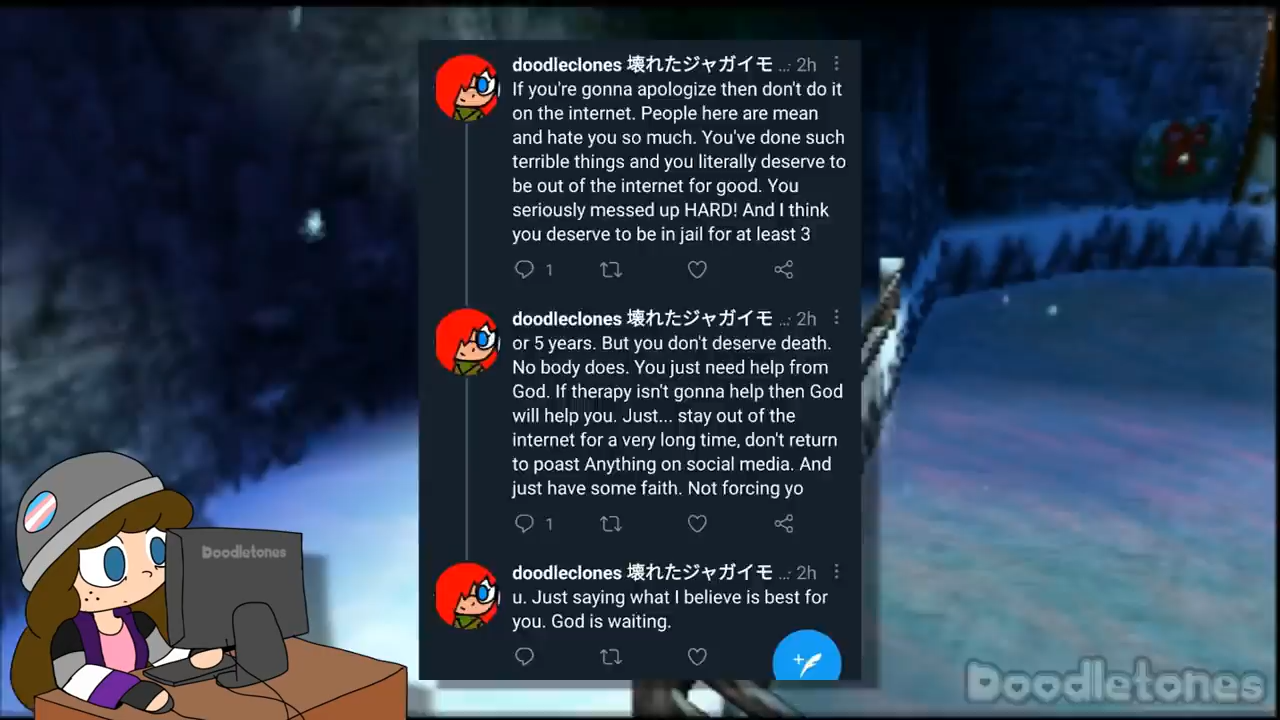 doodleclones 壊れたジャガイモ ... · 2h
If you're gonna apologize then don't do it
on the internet. People here are mean
and hate you so much. You've done such
terrible things and you literally deserve to
be out of the internet for good. You
seriously messed up HARD! And I think
you deserve to be in jail for at least 3
1
doodleclones 壊れたジャガイモ ... · 2h
or 5 years. But you don't deserve death.
No body does. You just need help from
God. If therapy isn't gonna help then God
will help you. Just... stay out of the
internet for a very long time, don't return
to poast Anything on social media. And
just have some faith. Not forcing yo
1
doodleclones 壊れたジャガイモ ... · 2h
u. Just saying what I believe is best for
you. God is waiting.
Doodletones
Doodletones